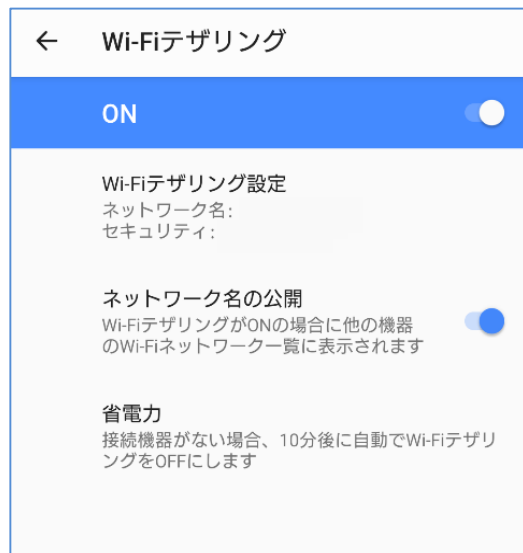 Wi-Fiテザリング
ON
Wi-Fiテザリング設定
ネットワーク名:
セキュリティ:
ネットワーク名の公開
Wi-FiテザリングがONの場合に他の機器
のWi-Fiネットワーク一覧に表示されます
省電力
接続機器がない場合、10分後に自動でWi-Fiテザリ
ングをOFFにします